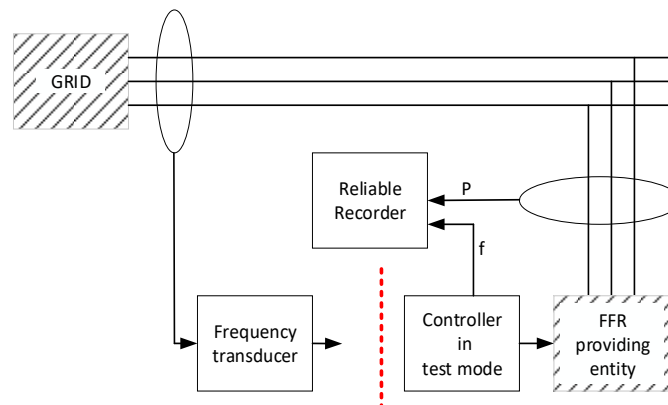 GRID
Reliable
Recorder
P
f
Frequency
transducer
Controller
in
test mode
FFR
providing
entity